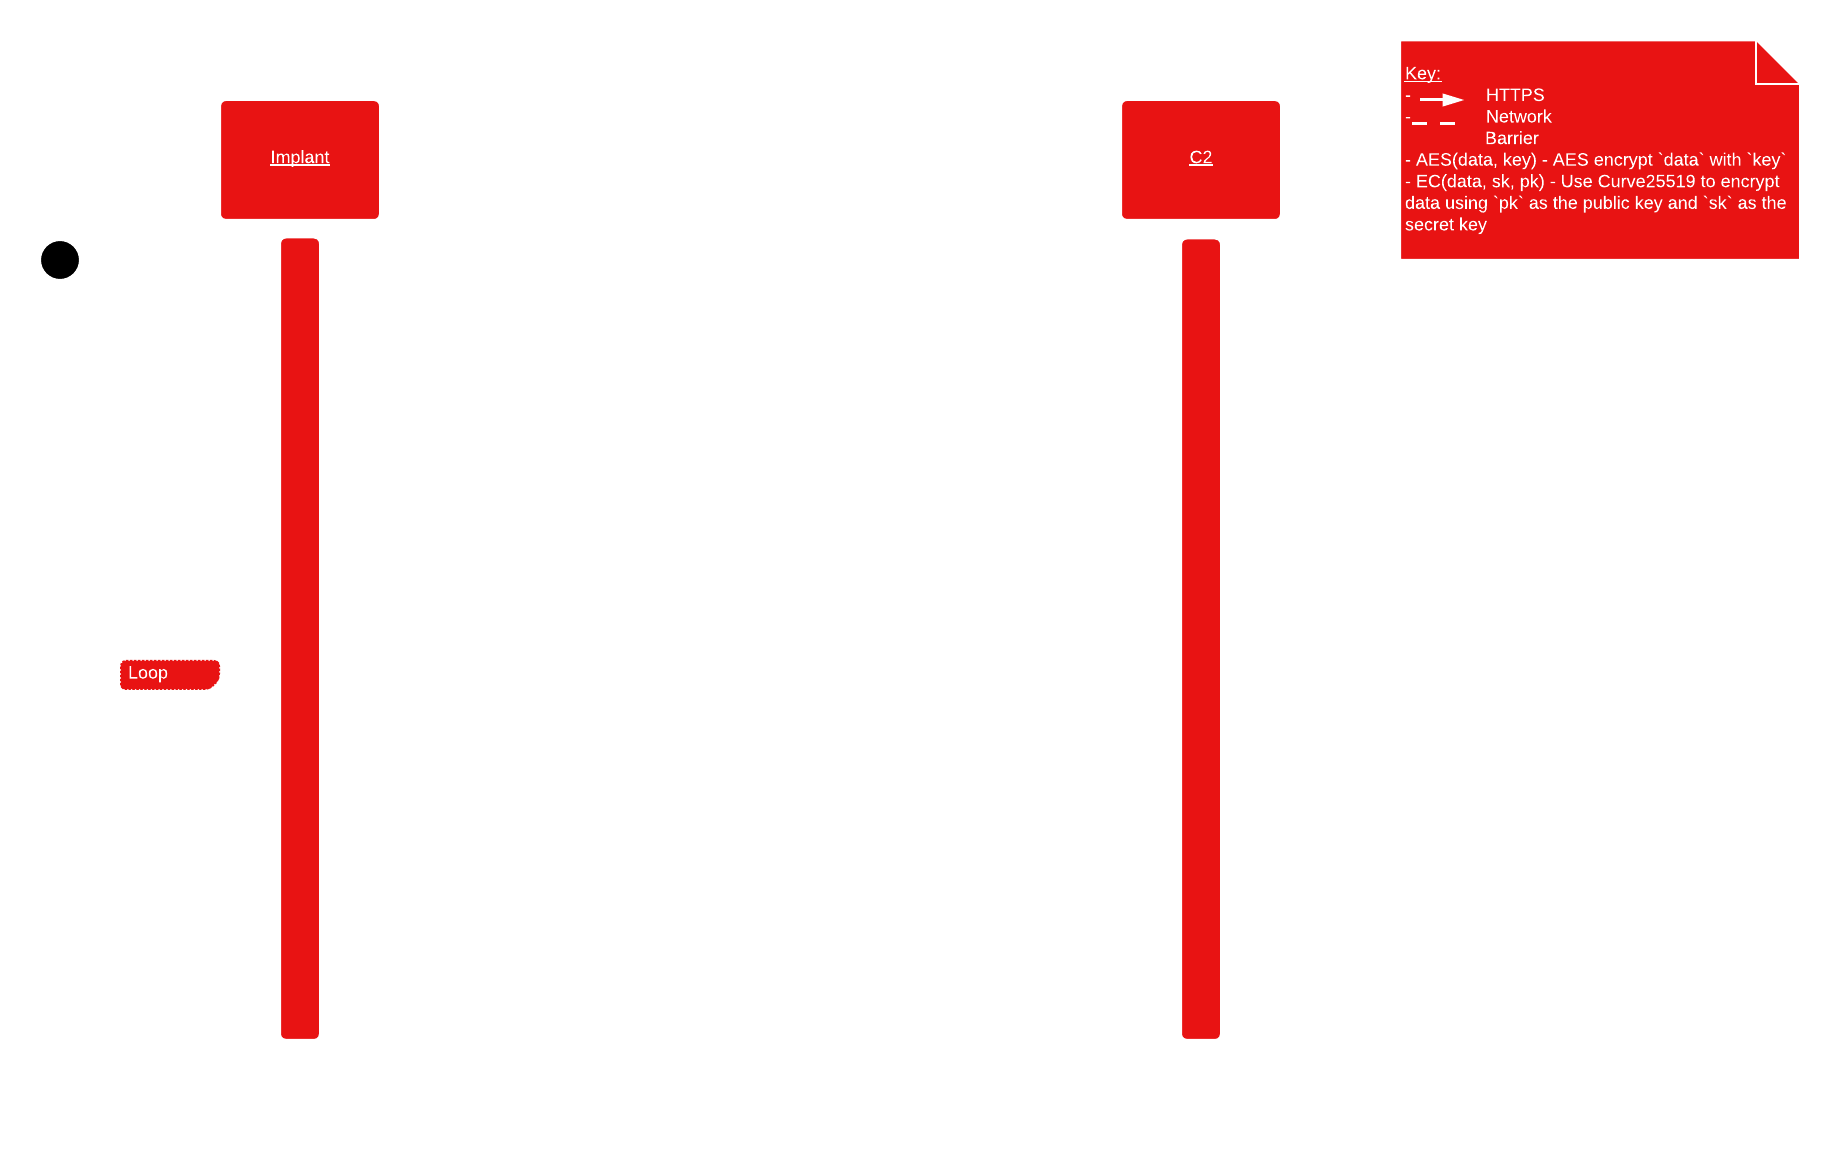 Key:
- HTTPS
- Network
Barrier
- AES(data, key) - AES encrypt `data` with `key`
- EC(data, sk, pk) - Use Curve25519 to encrypt
data using `pk` as the public key and `sk` as the
secret key
Implant
C2
Loop